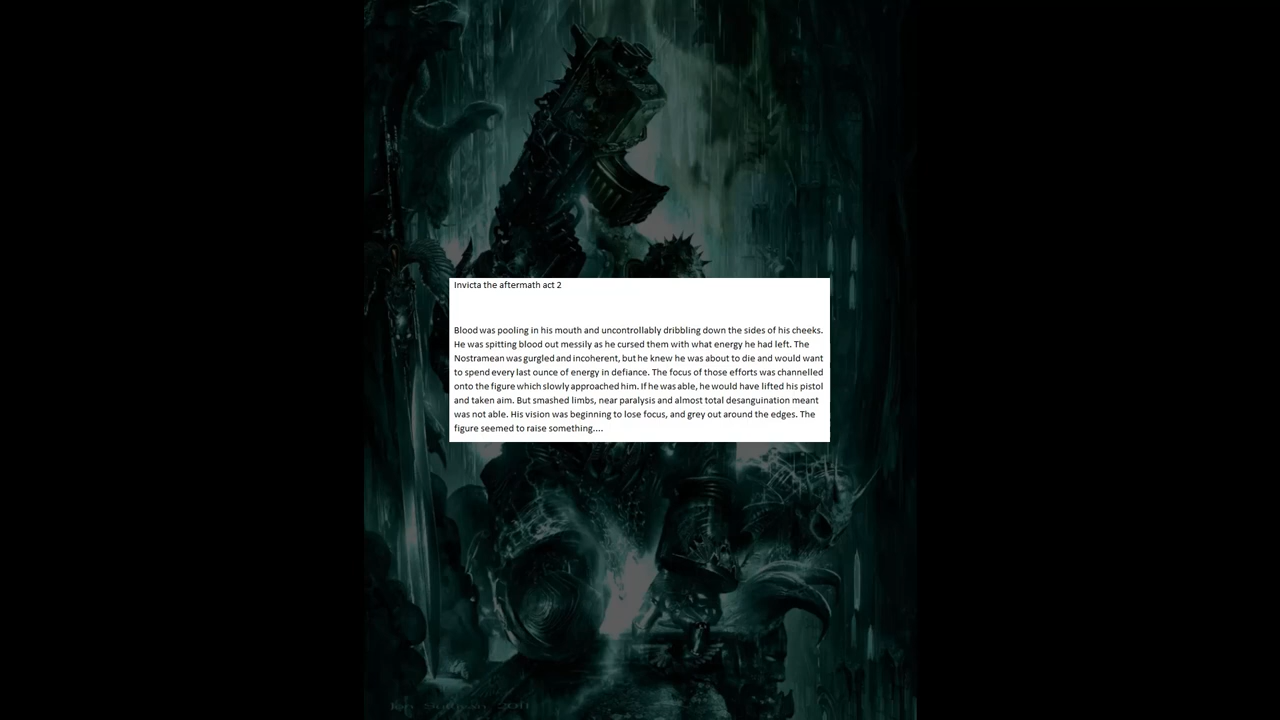 Invicta the aftermath act 2
Blood was pooling in his mouth and uncontrollably dribbling down the sides of his cheeks.
He was spitting blood out messily as he cursed them with what energy he had left. The
Nostramean was gurgled and incoherent, but he knew he was about to die and would want
to spend every last ounce of energy in defiance. The focus of those efforts was channelled
onto the figure which slowly approached him. If he was able, he would have lifted his pistol
and taken aim. But smashed limbs, near paralysis and almost total desanguination meant
was not able. His vision was beginning to lose focus, and grey out around the edges. The
figure seemed to raise something....
2011